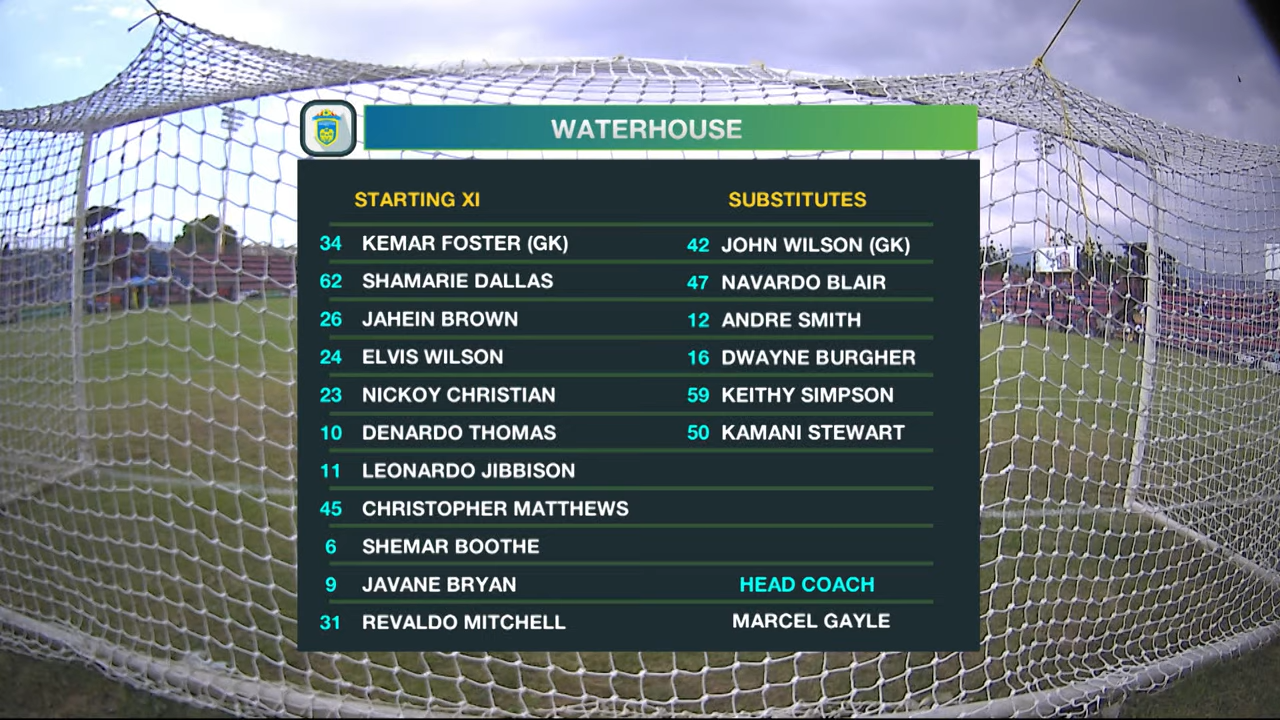 WATERHOUSE
STARTING XI
34 KEMAR FOSTER (GK)
62 SHAMARIE DALLAS
26 JAHEIN BROWN
24 ELVIS WILSON
23 NICKOY CHRISTIAN
10 DENARDO THOMAS
11 LEONARDO JIBBISON
45 CHRISTOPHER MATTHEWS
6 SHEMAR BOOTHE
9 JAVANE BRYAN
31 REVALDO MITCHELL
SUBSTITUTES
42 JOHN WILSON (GK)
47 NAVARDO BLAIR
12 ANDRE SMITH
16 DWAYNE BURGHER
59 KEITHY SIMPSON
50 KAMANI STEWART
HEAD COACH
MARCEL GAYLE